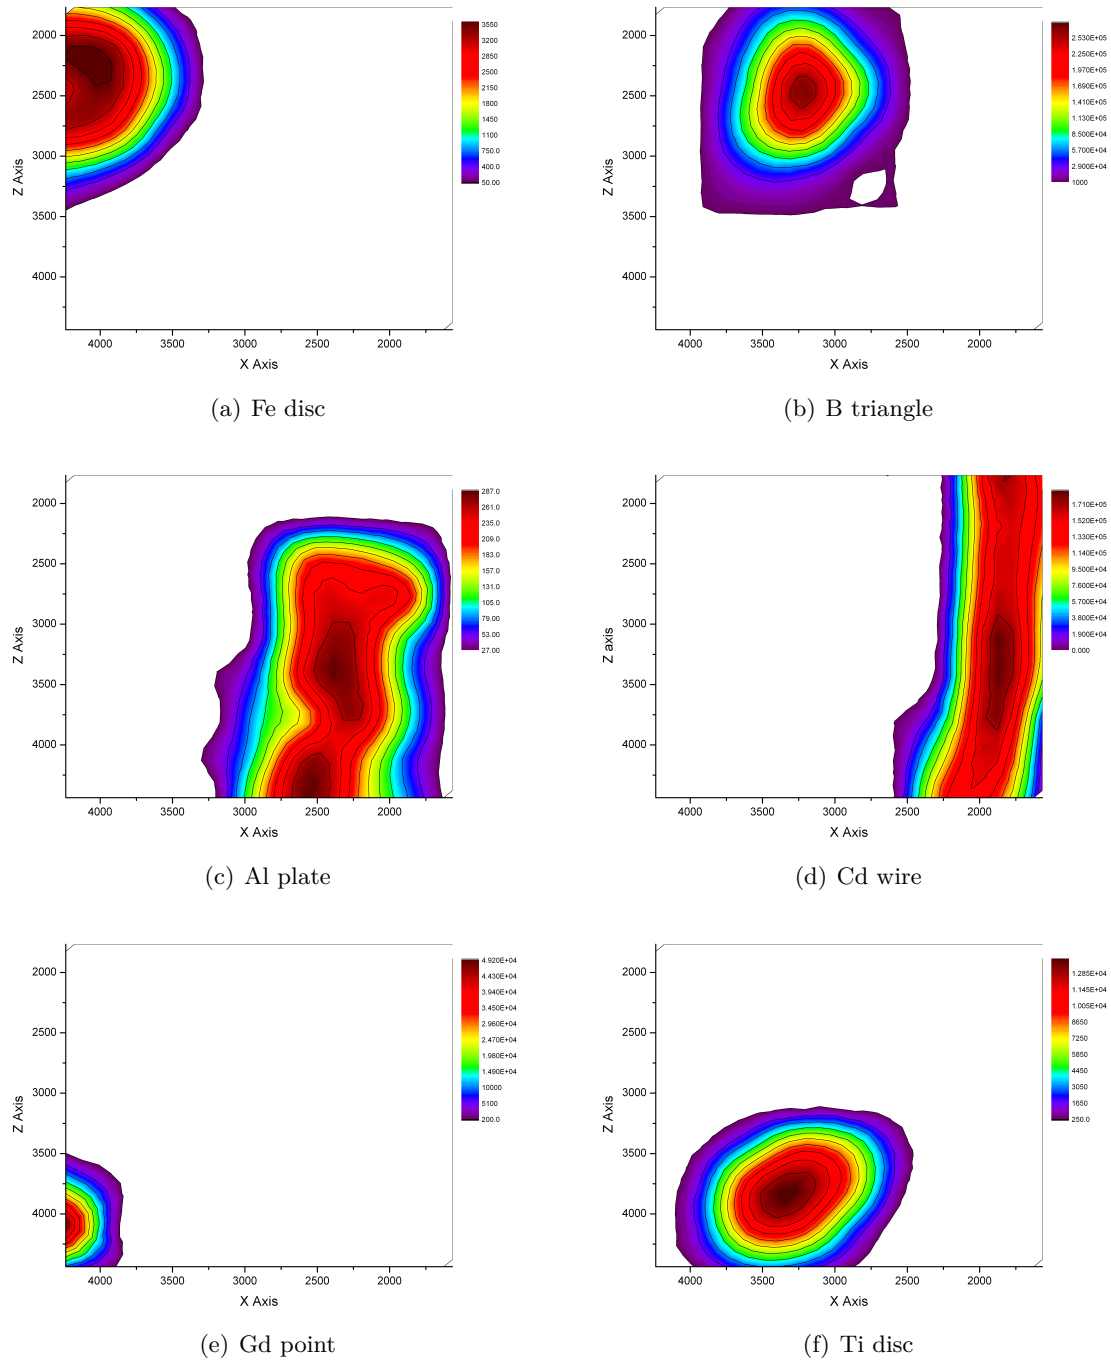 3550
3200
2850
2500
2150
1800
1450
1100
750.0
400.0
50.00
2000
2500
3000
3500
4000
Z Axis
4000 3500 3000 2500 2000
X Axis
(a) Fe disc
2.530E+05
2.250E+05
1.970E+05
1.690E+05
1.410E+05
1.130E+05
8.500E+04
5.700E+04
2.900E+04
1000
2000
2500
3000
3500
4000
Z Axis
4000 3500 3000 2500 2000
X Axis
(b) B triangle
287.0
261.0
235.0
209.0
183.0
157.0
131.0
105.0
79.00
53.00
27.00
2000
2500
3000
3500
4000
Z Axis
4000 3500 3000 2500 2000
X Axis
(c) Al plate
1.710E+05
1.520E+05
1.330E+05
1.140E+05
9.500E+04
7.600E+04
5.700E+04
3.800E+04
1.900E+04
0.000
2000
2500
3000
3500
4000
Z axis
4000 3500 3000 2500 2000
X Axis
(d) Cd wire
4.920E+04
4.430E+04
3.940E+04
3.450E+04
2.960E+04
2.470E+04
1.980E+04
1.490E+04
10000
5100
200.0
2000
2500
3000
3500
4000
Z Axis
4000 3500 3000 2500 2000
X Axis
(e) Gd point
1.285E+04
1.145E+04
1.005E+04
8650
7250
5850
4450
3050
1650
250.0
2000
2500
3000
3500
4000
Z Axis
4000 3500 3000 2500 2000
X Axis
(f) Ti disc